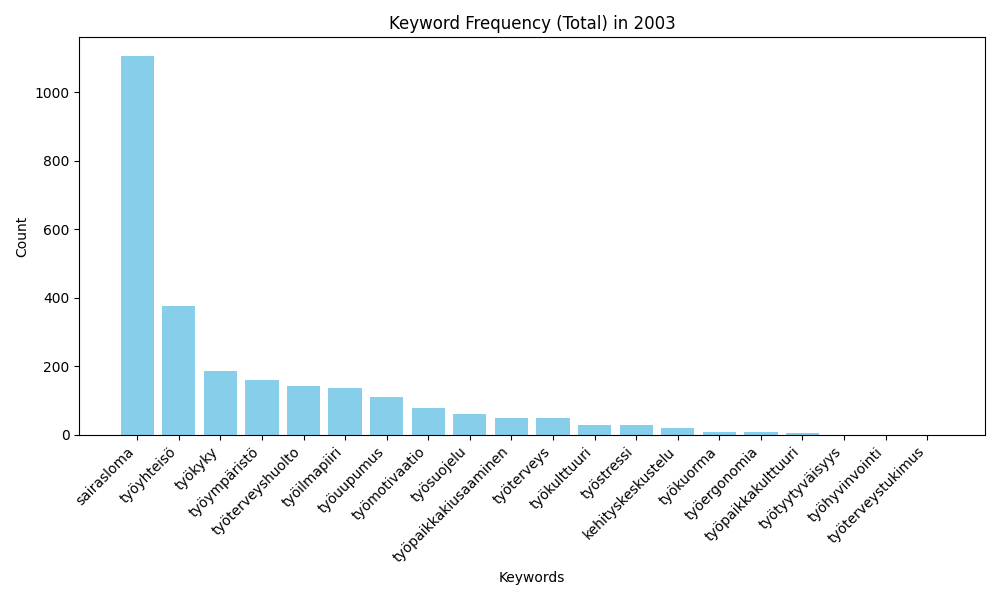 Keyword Frequency (Total) in 2003
Count
1000
800
600
400
200
0
sairasloma
työyhteisö
työkyky
työympäristö
työterveyshuolto
työilmapiiri
työuupumus
työmotivaatio
työsuojelu
työpaikkakiusaaminen
työterveys
työkulttuuri
työstressi
kehityskeskustelu
työkuorma
työergonomia
työpaikkakulttuuri
työtyytyväisyys
työhyvinvointi
työterveystukimus
Keywords